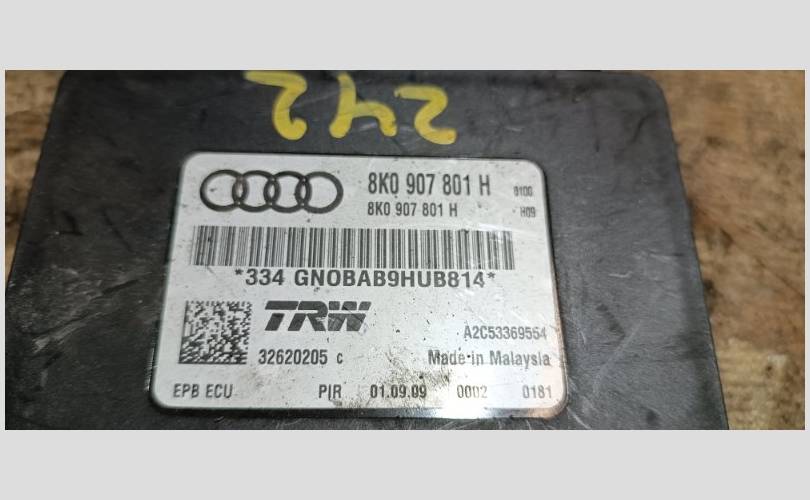 242
8K0 907 801 H 0100
8K0 907 801 H H09
*334 GNOBAB9HUB814*
TRW
A2C53369554
32620205 C Made in Malaysia
EPB ECU PIR 01.09.09 0002 0181